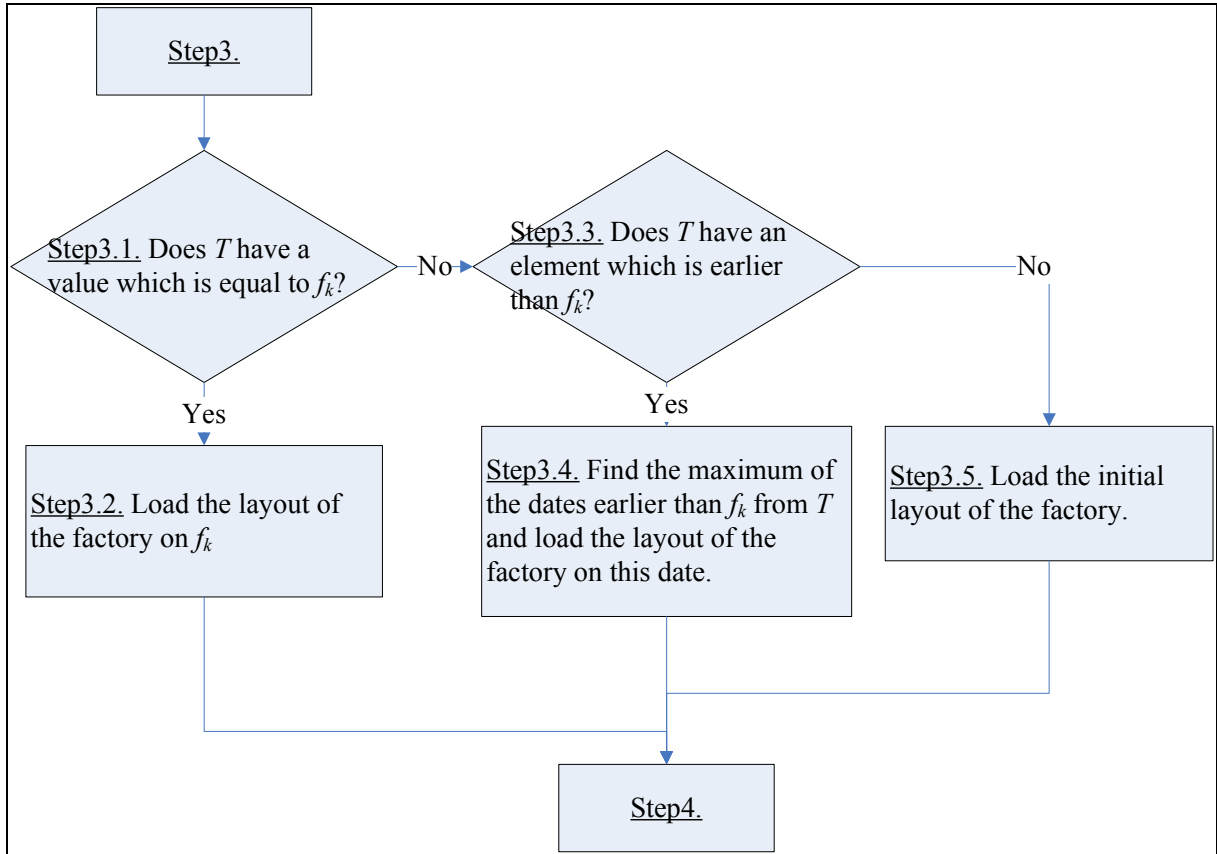 Step3.
Step3.1. Does T have a
value which is equal to fk?
No
Step3.3. Does T have an
element which is earlier
than fk?
No
Yes
Yes
Step3.2. Load the layout of
the factory on fk
Step3.4. Find the maximum of
the dates earlier than fk from T
and load the layout of the
factory on this date.
Step3.5. Load the initial
layout of the factory.
Step4.